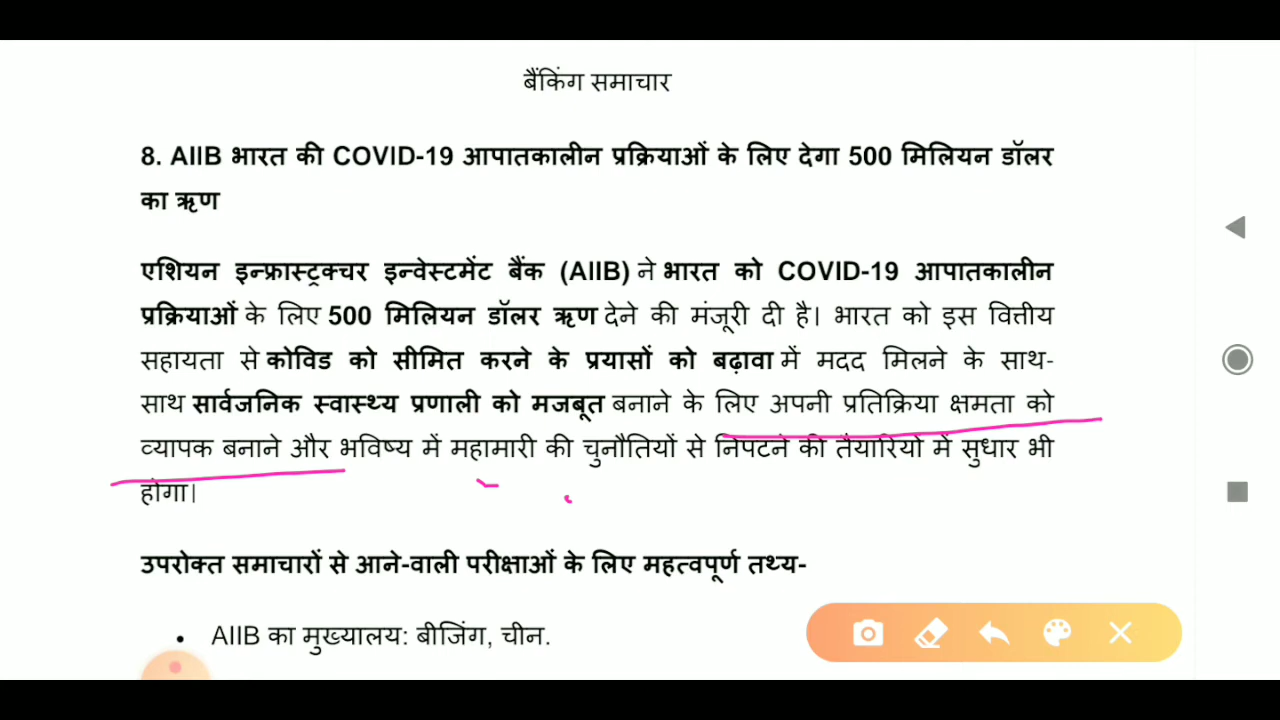 बैंकिंग समाचार
8. AIIB भारत की COVID-19 आपातकालीन प्रक्रियाओं के लिए देगा 500 मिलियन डॉलर
का ऋण
एशियन इन्फ्रास्ट्रक्चर इन्वेस्टमेंट बैंक (AIIB) ने भारत को COVID-19 आपातकालीन
प्रक्रियाओं के लिए 500 मिलियन डॉलर ऋण देने की मंजूरी दी है। भारत को इस वित्तीय
सहायता से कोविड को सीमित करने के प्रयासों को बढ़ावा में मदद मिलने के साथ-
साथ सार्वजनिक स्वास्थ्य प्रणाली को मजबूत बनाने के लिए अपनी प्रतिक्रिया क्षमता को
व्यापक बनाने और भविष्य में महामारी की चुनौतियों से निपटने की तैयारियो में सुधार भी
होगा।
उपरोक्त समाचारों से आने-वाली परीक्षाओं के लिए महत्वपूर्ण तथ्य-
• AIIB का मुख्यालय: बीजिंग, चीन.